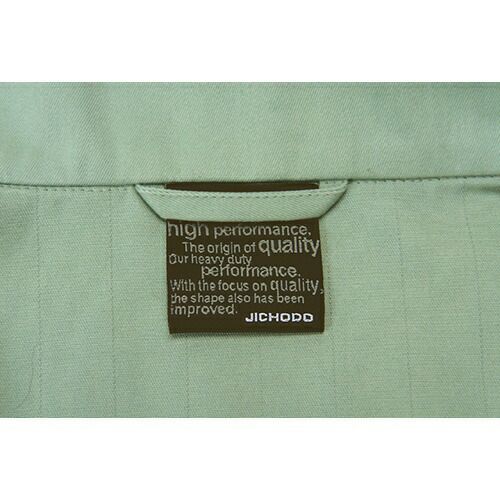 high performance.
The origin of quality
Our heavy duty
performance.
With the focus on quality,
the shape also has been
improved.
JICHODO